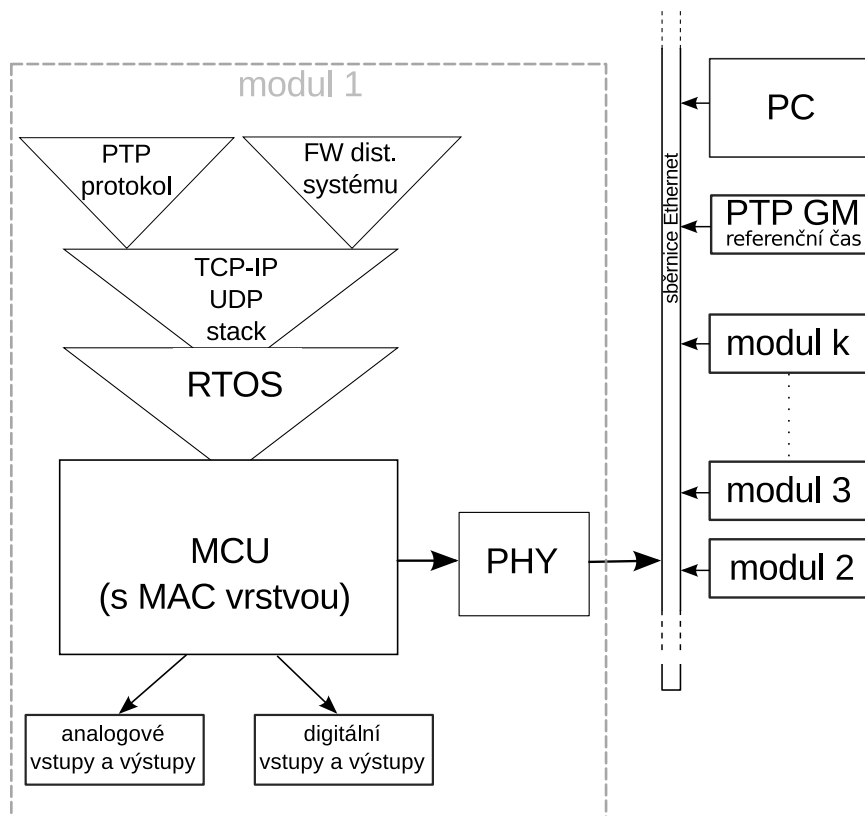 modul 1
PTP
protokol
FW dist.
systému
TCP-IP
UDP
stack
RTOS
MCU
(s MAC vrstvou)
PHY
analogové
vstupy a výstupy
digitální
vstupy a výstupy
sběrnice Ethernet
PC
PTP GM
referenční čas
modul k
modul 3
modul 2